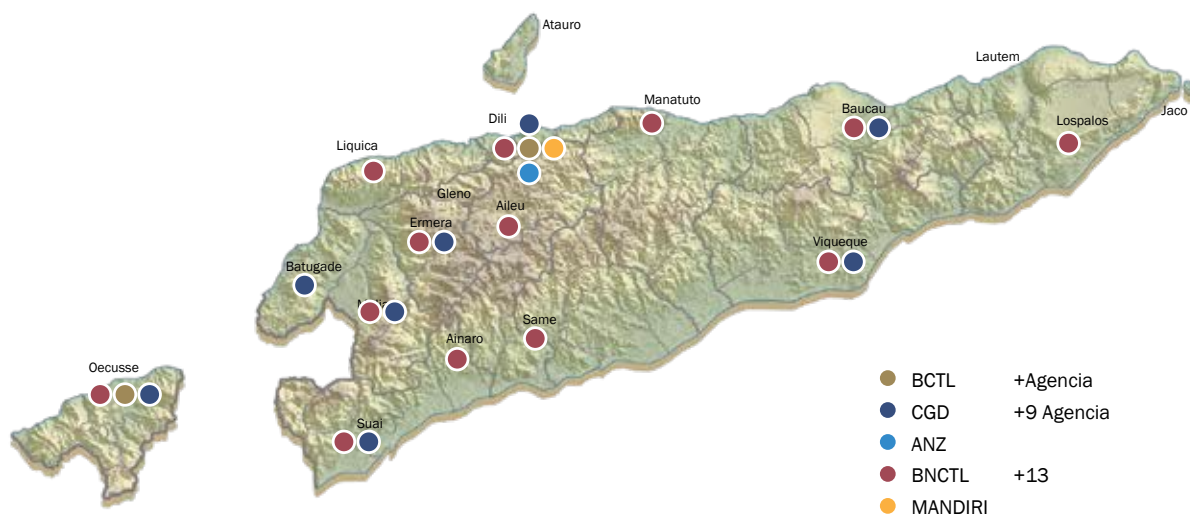 Atauro
Lautem
Manatuto
Baucau
Jaco
Dili
Lospalos
Liquica
Gleno
Aileu
Ermera
Viqueque
Batugade
Same
Ainaro
Oecusse
Suai
BCTL +Agencia
CGD +9 Agencia
ANZ
BNCTL +13
MANDIRI